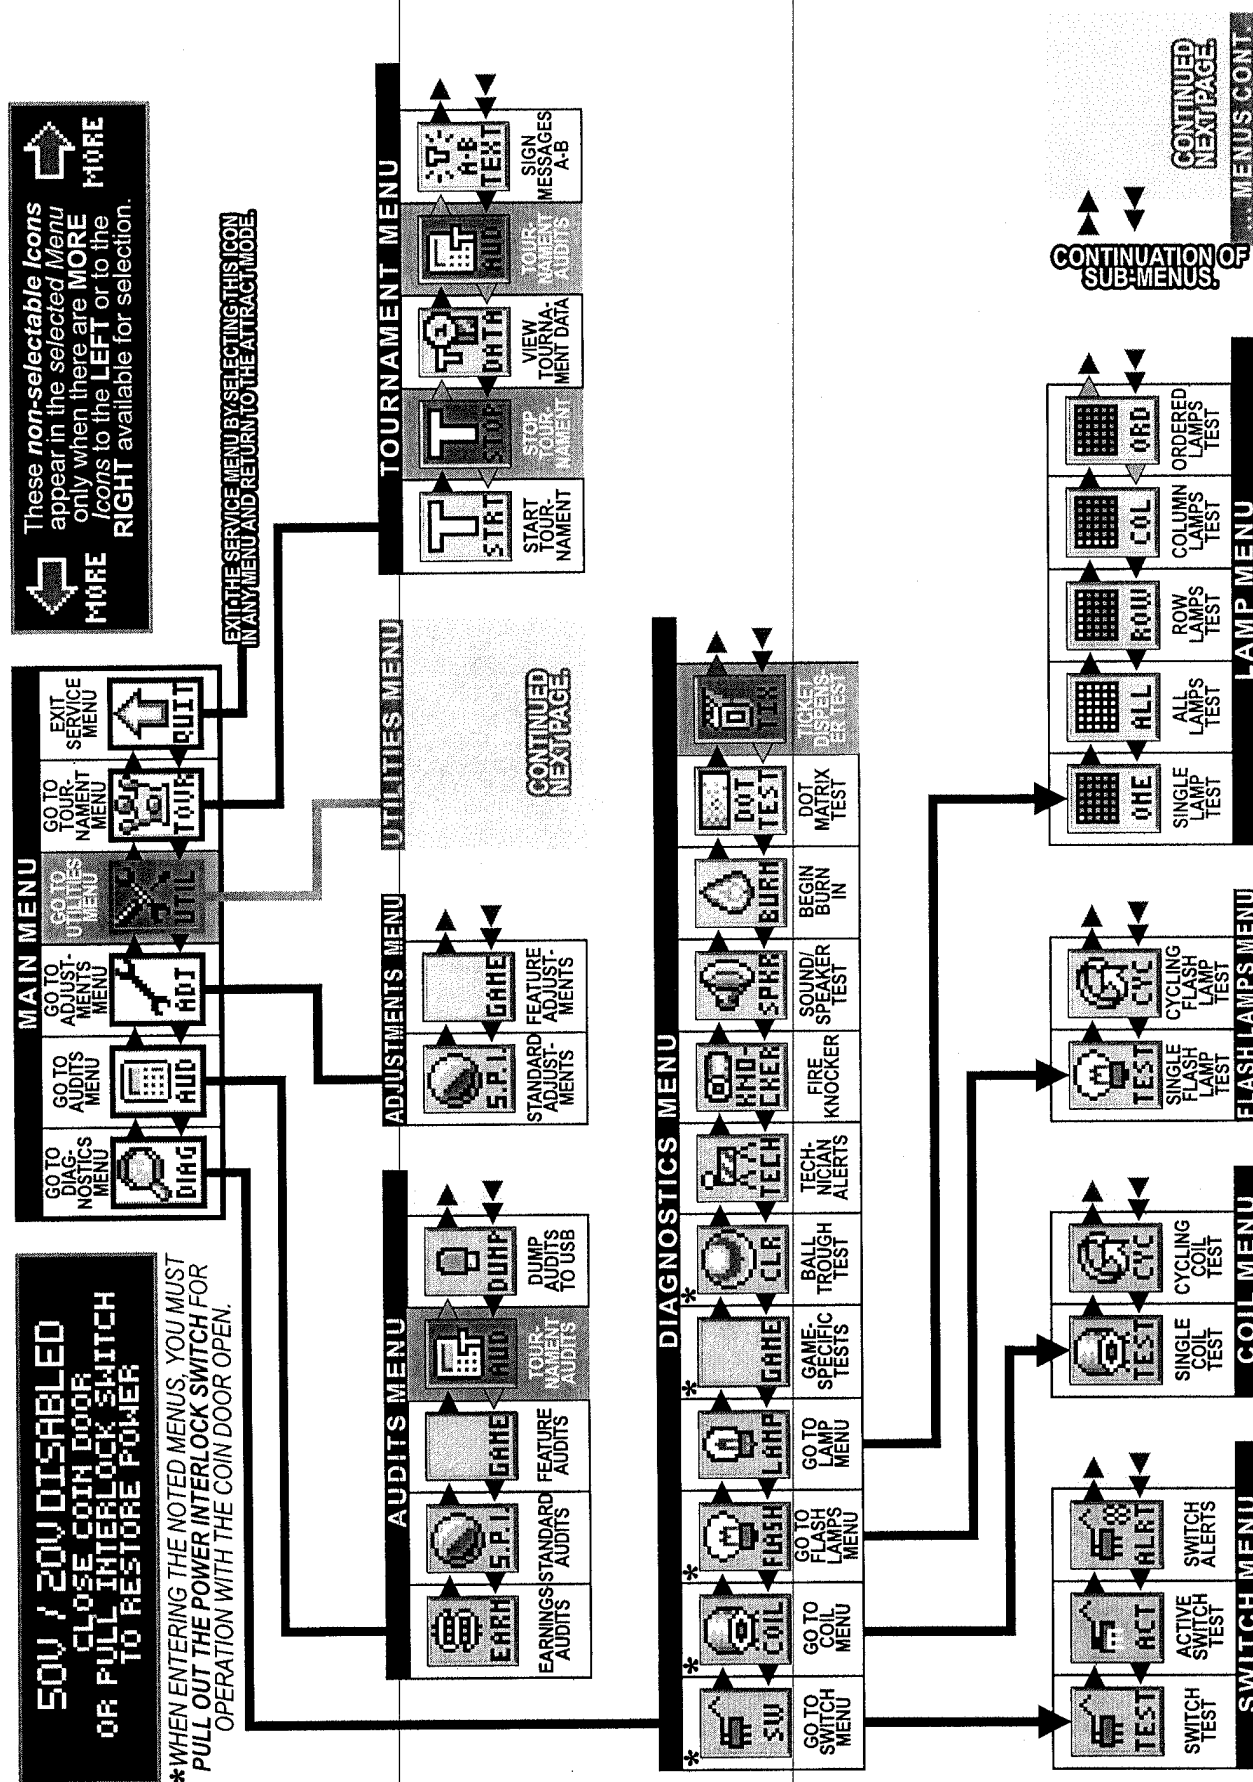 50V / 20V DISABLED
CLOSE COIN DOOR
OR PULL INTERLOCK SWITCH
TO RESTORE POWER
*WHEN ENTERING THE NOTED MENUS, YOU MUST
PULL OUT THE POWER INTERLOCK SWITCH FOR
OPERATION WITH THE COIN DOOR OPEN.
MAIN MENU
GO TO
DIAG-
NOSTICS
MENU
DIAG
GO TO
AUDITS
MENU
AUD
GO TO
ADJUST-
MENTS
MENU
ADJ
GO TO
UTILITIES
MENU
UTIL
GO TO
TOUR-
NAMENT
MENU
TOUR
EXIT
SERVICE
MENU
QUIT
MORE
These non-selectable Icons
appear in the selected Menu
only when there are MORE
Icons to the LEFT or to the
RIGHT available for selection.
MORE
EXIT THE SERVICE MENU BY SELECTING THIS ICON
IN ANY MENU AND RETURN TO THE ATTRACT MODE.
AUDITS MENU
EARN
EARNINGS
AUDITS
S.P.I.
STANDARD
AUDITS
GAME
FEATURE
AUDITS
AUD
TOUR-
NAMENT
AUDITS
DUMP
DUMP
AUDITS
TO USB
ADJUSTMENTS MENU
S.P.I.
STANDARD
ADJUST-
MENTS
GAME
FEATURE
ADJUST-
MENTS
UTILITIES MENU
CONTINUED
NEXT PAGE.
TOURNAMENT MENU
STRT
START
TOUR-
NAMENT
STOP
STOP
TOUR-
NAMENT
DATA
VIEW
TOURNA-
MENT DATA
AUD
TOUR-
NAMENT
AUDITS
A-B
TEXT
SIGN
MESSAGES
A-B
DIAGNOSTICS MENU
*
SW
GO TO
SWITCH
MENU
*
COIL
GO TO
COIL
MENU
*
FLASH
GO TO
FLASH
LAMPS
MENU
LAMP
GO TO
LAMP
MENU
*
GAME
GAME-
SPECIFIC
TESTS
*
CLR
BALL
TROUGH
TEST
TECH
TECH-
NICIAN
ALERTS
KNO-
CKER
FIRE
KNOCKER
SPKR
SOUND/
SPEAKER
TEST
BURN
BEGIN
BURN
IN
DOT
TEST
DOT
MATRIX
TEST
TIX
TICKET
DISPENS-
ER TEST
TEST
SWITCH
TEST
ACT
ACTIVE
SWITCH
TEST
ALRT
SWITCH
ALERTS
SWITCH MENU
TEST
SINGLE
COIL
TEST
CYC
CYCLING
COIL
TEST
COIL MENU
TEST
SINGLE
FLASH
LAMP
TEST
CYC
CYCLING
FLASH
LAMP
TEST
FLASH LAMPS MENU
ONE
SINGLE
LAMP
TEST
ALL
ALL
LAMPS
TEST
ROW
ROW
LAMPS
TEST
COL
COLUMN
LAMPS
TEST
ORD
ORDERED
LAMPS
TEST
LAMP MENU
CONTINUATION OF
SUB-MENUS.
CONTINUED
NEXT PAGE.
... MENUS CONT.